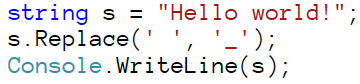 string s = "Hello world!";
s.Replace(' ', '_');
Console.WriteLine(s);